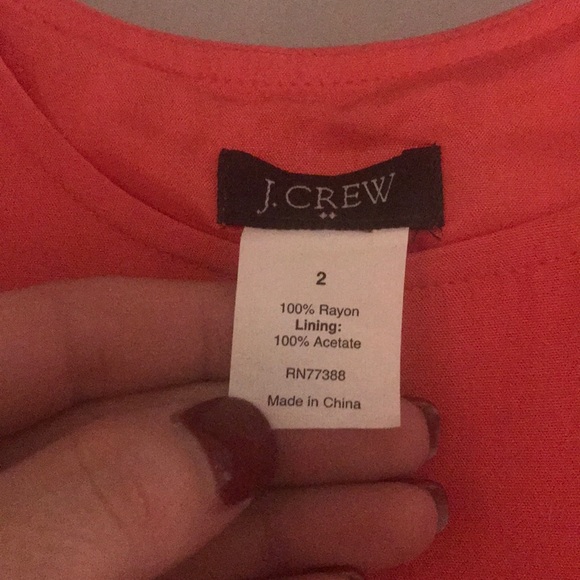 J.CREW
2
100% Rayon
Lining:
100% Acetate
RN77388
Made in China